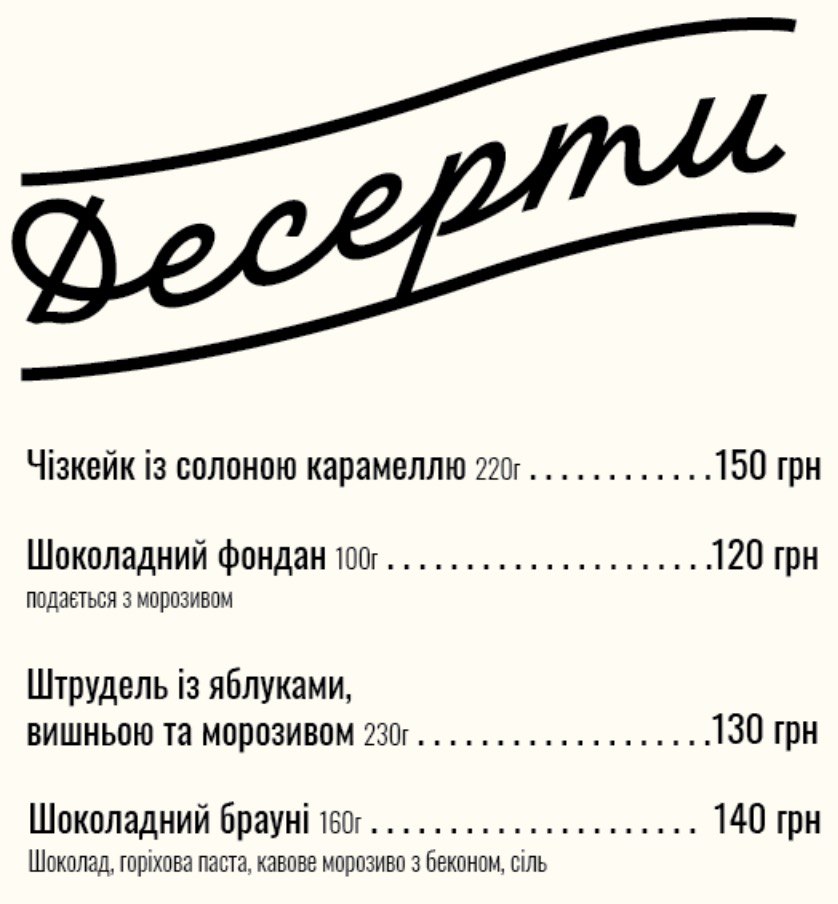 Десерти
Чізкейк із солоною карамеллю 220г ............150 грн
Шоколадний фондан 100г .....................120 грн
подається з морозивом
Штрудель із яблуками,
вишньою та морозивом 230г ...................130 грн
Шоколадний брауні 160г ..................... 140 грн
Шоколад, горіхова паста, кавове морозиво з беконом, сіль